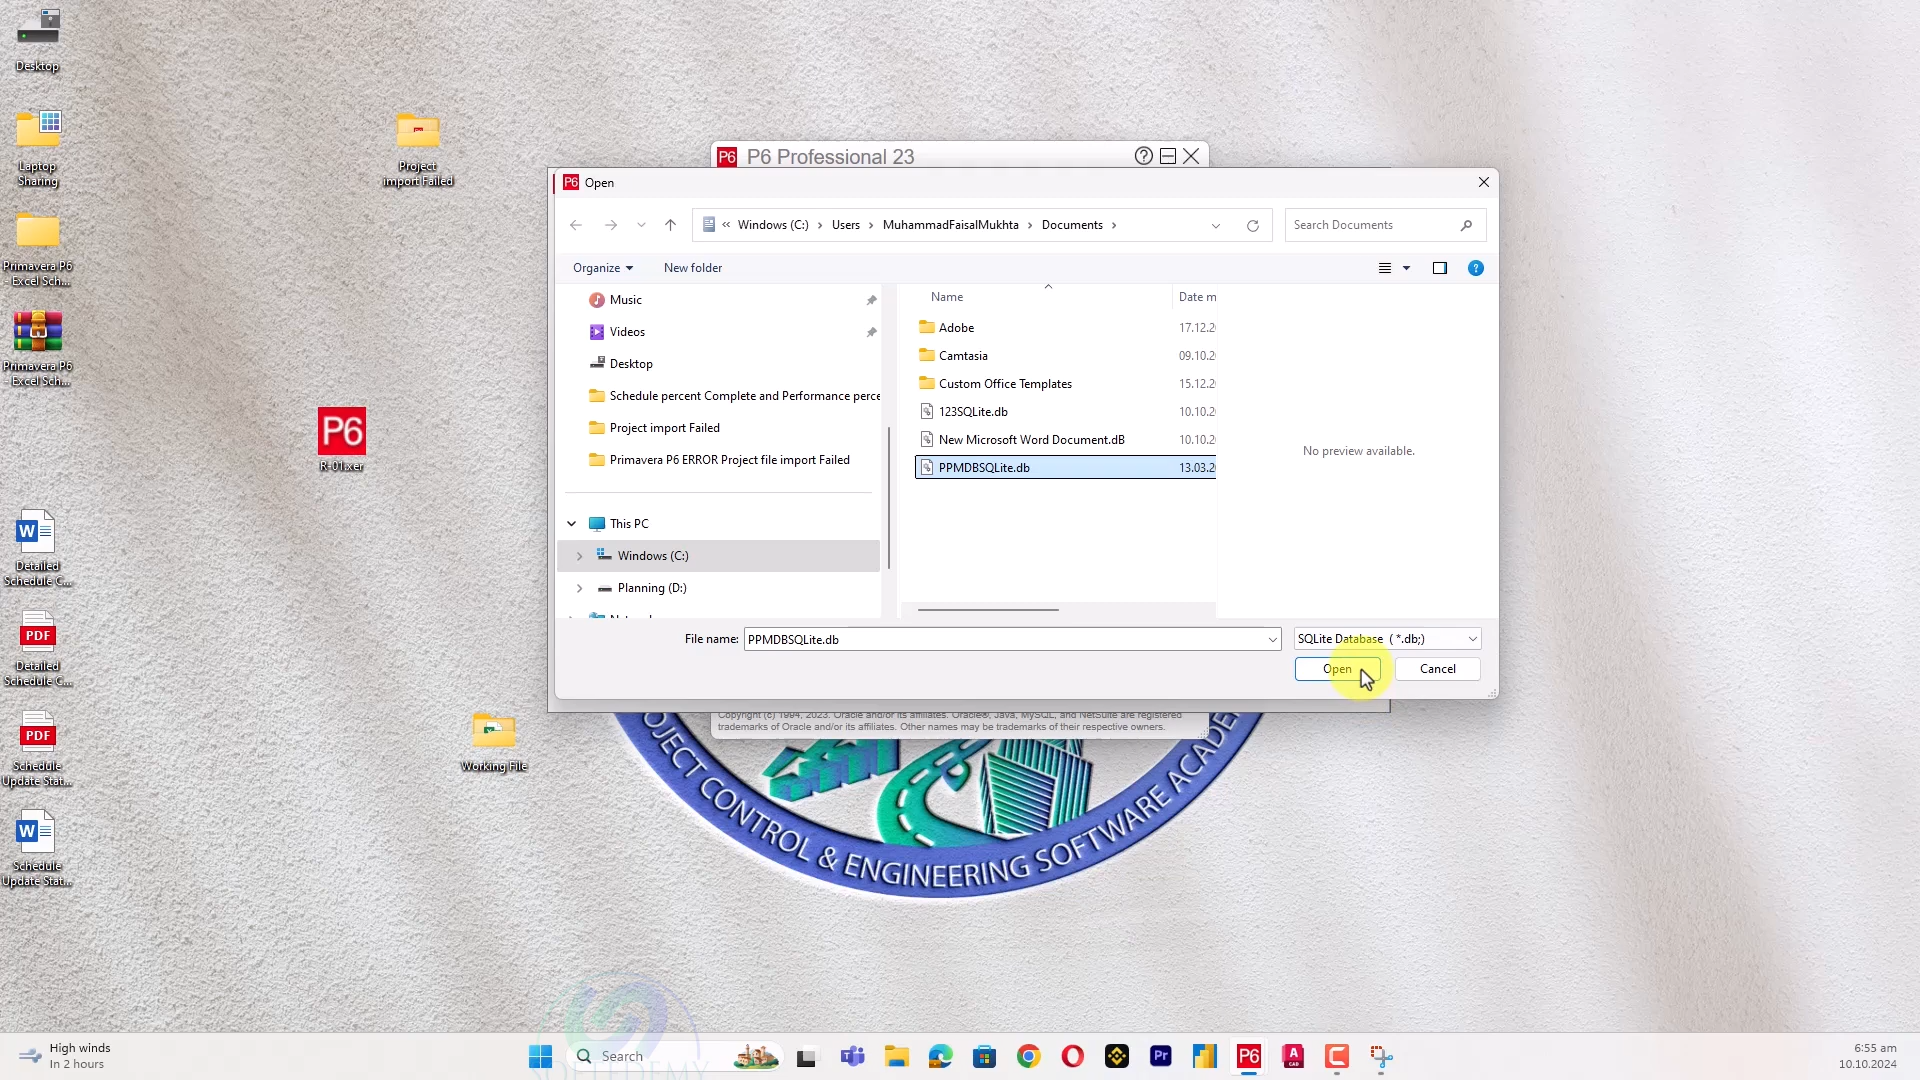 Desktop
Laptop
Sharing
Primavera P6
- Excel Sch...
Primavera P6
- Excel Sch...
Detailed
Schedule C...
PDF
Detailed
Schedule C...
PDF
Schedule
Update Stat...
Schedule
Update Stat...
Project
import Failed
P6
R-01.xer
Working File
P6 Professional 23
Open
Windows (C:)
Users
MuhammadFaisalMukhta
Documents
Search Documents
Organize
New folder
Music
Videos
Desktop
Schedule percent Complete and Performance perce
Project import Failed
Primavera P6 ERROR Project file import Failed
This PC
Windows (C:)
Planning (D:)
Name
Date m
Adobe
17.12.2
Camtasia
09.10.2
Custom Office Templates
15.12.2
123SQLite.db
10.10.2
New Microsoft Word Document.dB
10.10.2
PPMDBSQLite.db
13.03.2
No preview available.
File name:
PPMDBSQLite.db
SQLite Database ( *.db;)
Open
Cancel
Copyright (c) 1994, 2023. Oracle and/or its affiliates. Oracle®, Java, MySQL, and NetSuite are registered
trademarks of Oracle and/or its affiliates. Other names may be trademarks of their respective owners.
CONTROL & ENGINEERING SOFTWARE
High winds
In 2 hours
Search
6:55 am
10.10.2024